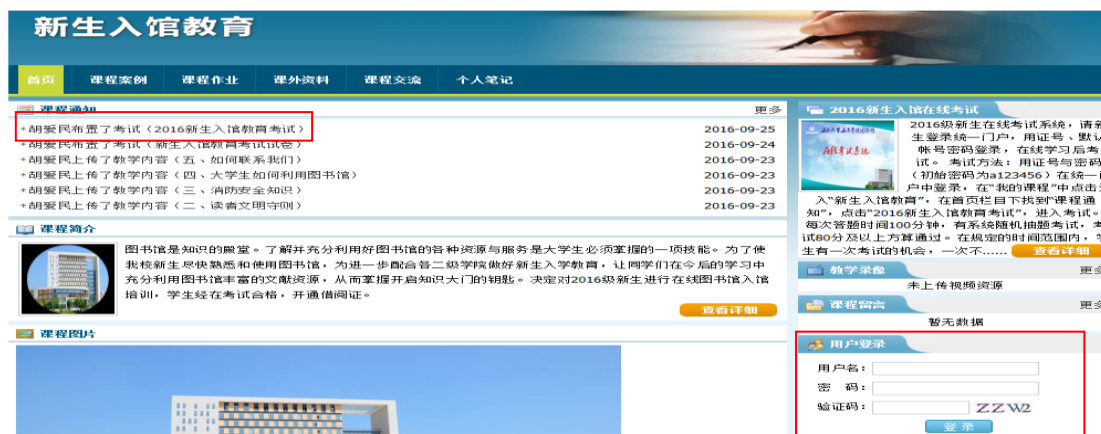 新生入馆教育
首页 课程案例 课程作业 课外资料 课程交流 个人笔记
课程通知 更多
胡爱民布置了考试（2016新生入馆教育考试） 2016-09-25
胡爱民布置了考试（新生入馆教育考试试卷） 2016-09-24
胡爱民上传了教学内容（五、如何联系我们） 2016-09-23
胡爱民上传了教学内容（四、大学生如何利用图书馆） 2016-09-23
胡爱民上传了教学内容（三、消防安全知识） 2016-09-23
胡爱民上传了教学内容（二、读者文明守则） 2016-09-23
课程简介
图书馆是知识的殿堂。了解并充分利用好图书馆的各种资源与服务是大学生必须掌握的一项技能。为了使
我校新生尽快熟悉和使用图书馆，为进一步配合各二级学院做好新生入学教育，让同学们在今后的学习中
充分利用图书馆丰富的文献资源，从而掌握开启知识大门的钥匙。决定对2016级新生进行在线图书馆入馆
培训，学生经在考试合格，开通借阅证。
查看详细
课程图片
2016新生入馆在线考试
在线考试系统
2016级新生在线考试系统，请新
生登录统一门户，用证号、默认
帐号密码登录，在线学习后考
试。 考试方法：用证号与密码
（初始密码为a123456）在统一门
户中登录，在"我的课程"中点击
入"新生入馆教育"，在首页栏目下找到"课程通
知"，点击"2016新生入馆教育考试"，进入考试。
每次答题时间100分钟，有系统随机抽题考试，考
试80分及以上方算通过。在规定的时间范围内，学
生有一次考试的机会，一次不…… 查看详细
教学录像 更多
未上传视频资源
课程留言 更多
暂无数据
用户登录
用户名：
密 码：
验证码： ZZW2
登 录